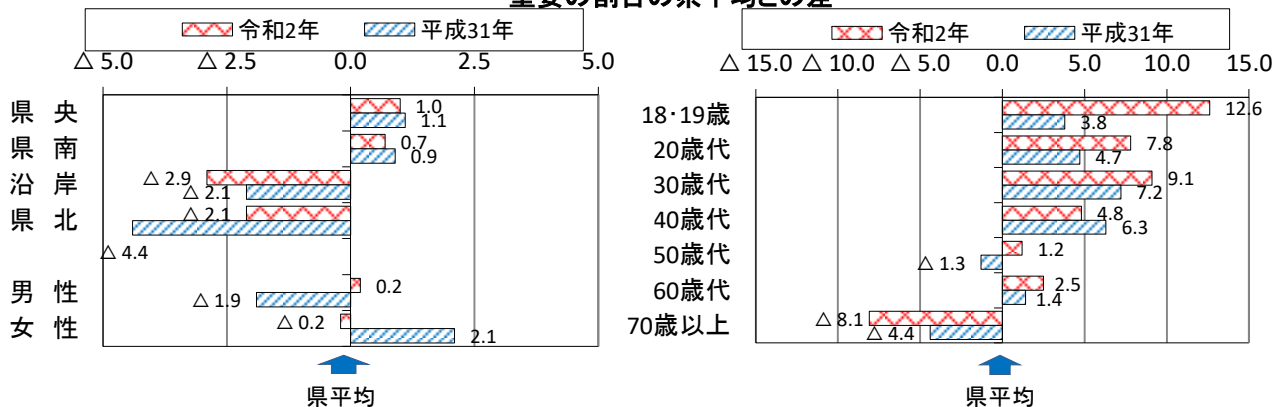 重要の割合の県平均との差
令和2年 平成31年
△ 5.0 △ 2.5 0.0 2.5 5.0
県 央 1.0
1.1
県 南 0.7
0.9
沿 岸 △ 2.9
△ 2.1
県 北 △ 2.1
△ 4.4
男 性 0.2
△ 1.9
女 性 △ 0.2
2.1
県平均
令和2年 平成31年
△ 15.0 △ 10.0 △ 5.0 0.0 5.0 10.0 15.0
18・19歳 12.6
3.8
20歳代 7.8
4.7
30歳代 9.1
7.2
40歳代 4.8
6.3
50歳代 1.2
△ 1.3
60歳代 2.5
1.4
70歳以上 △ 8.1
△ 4.4
県平均